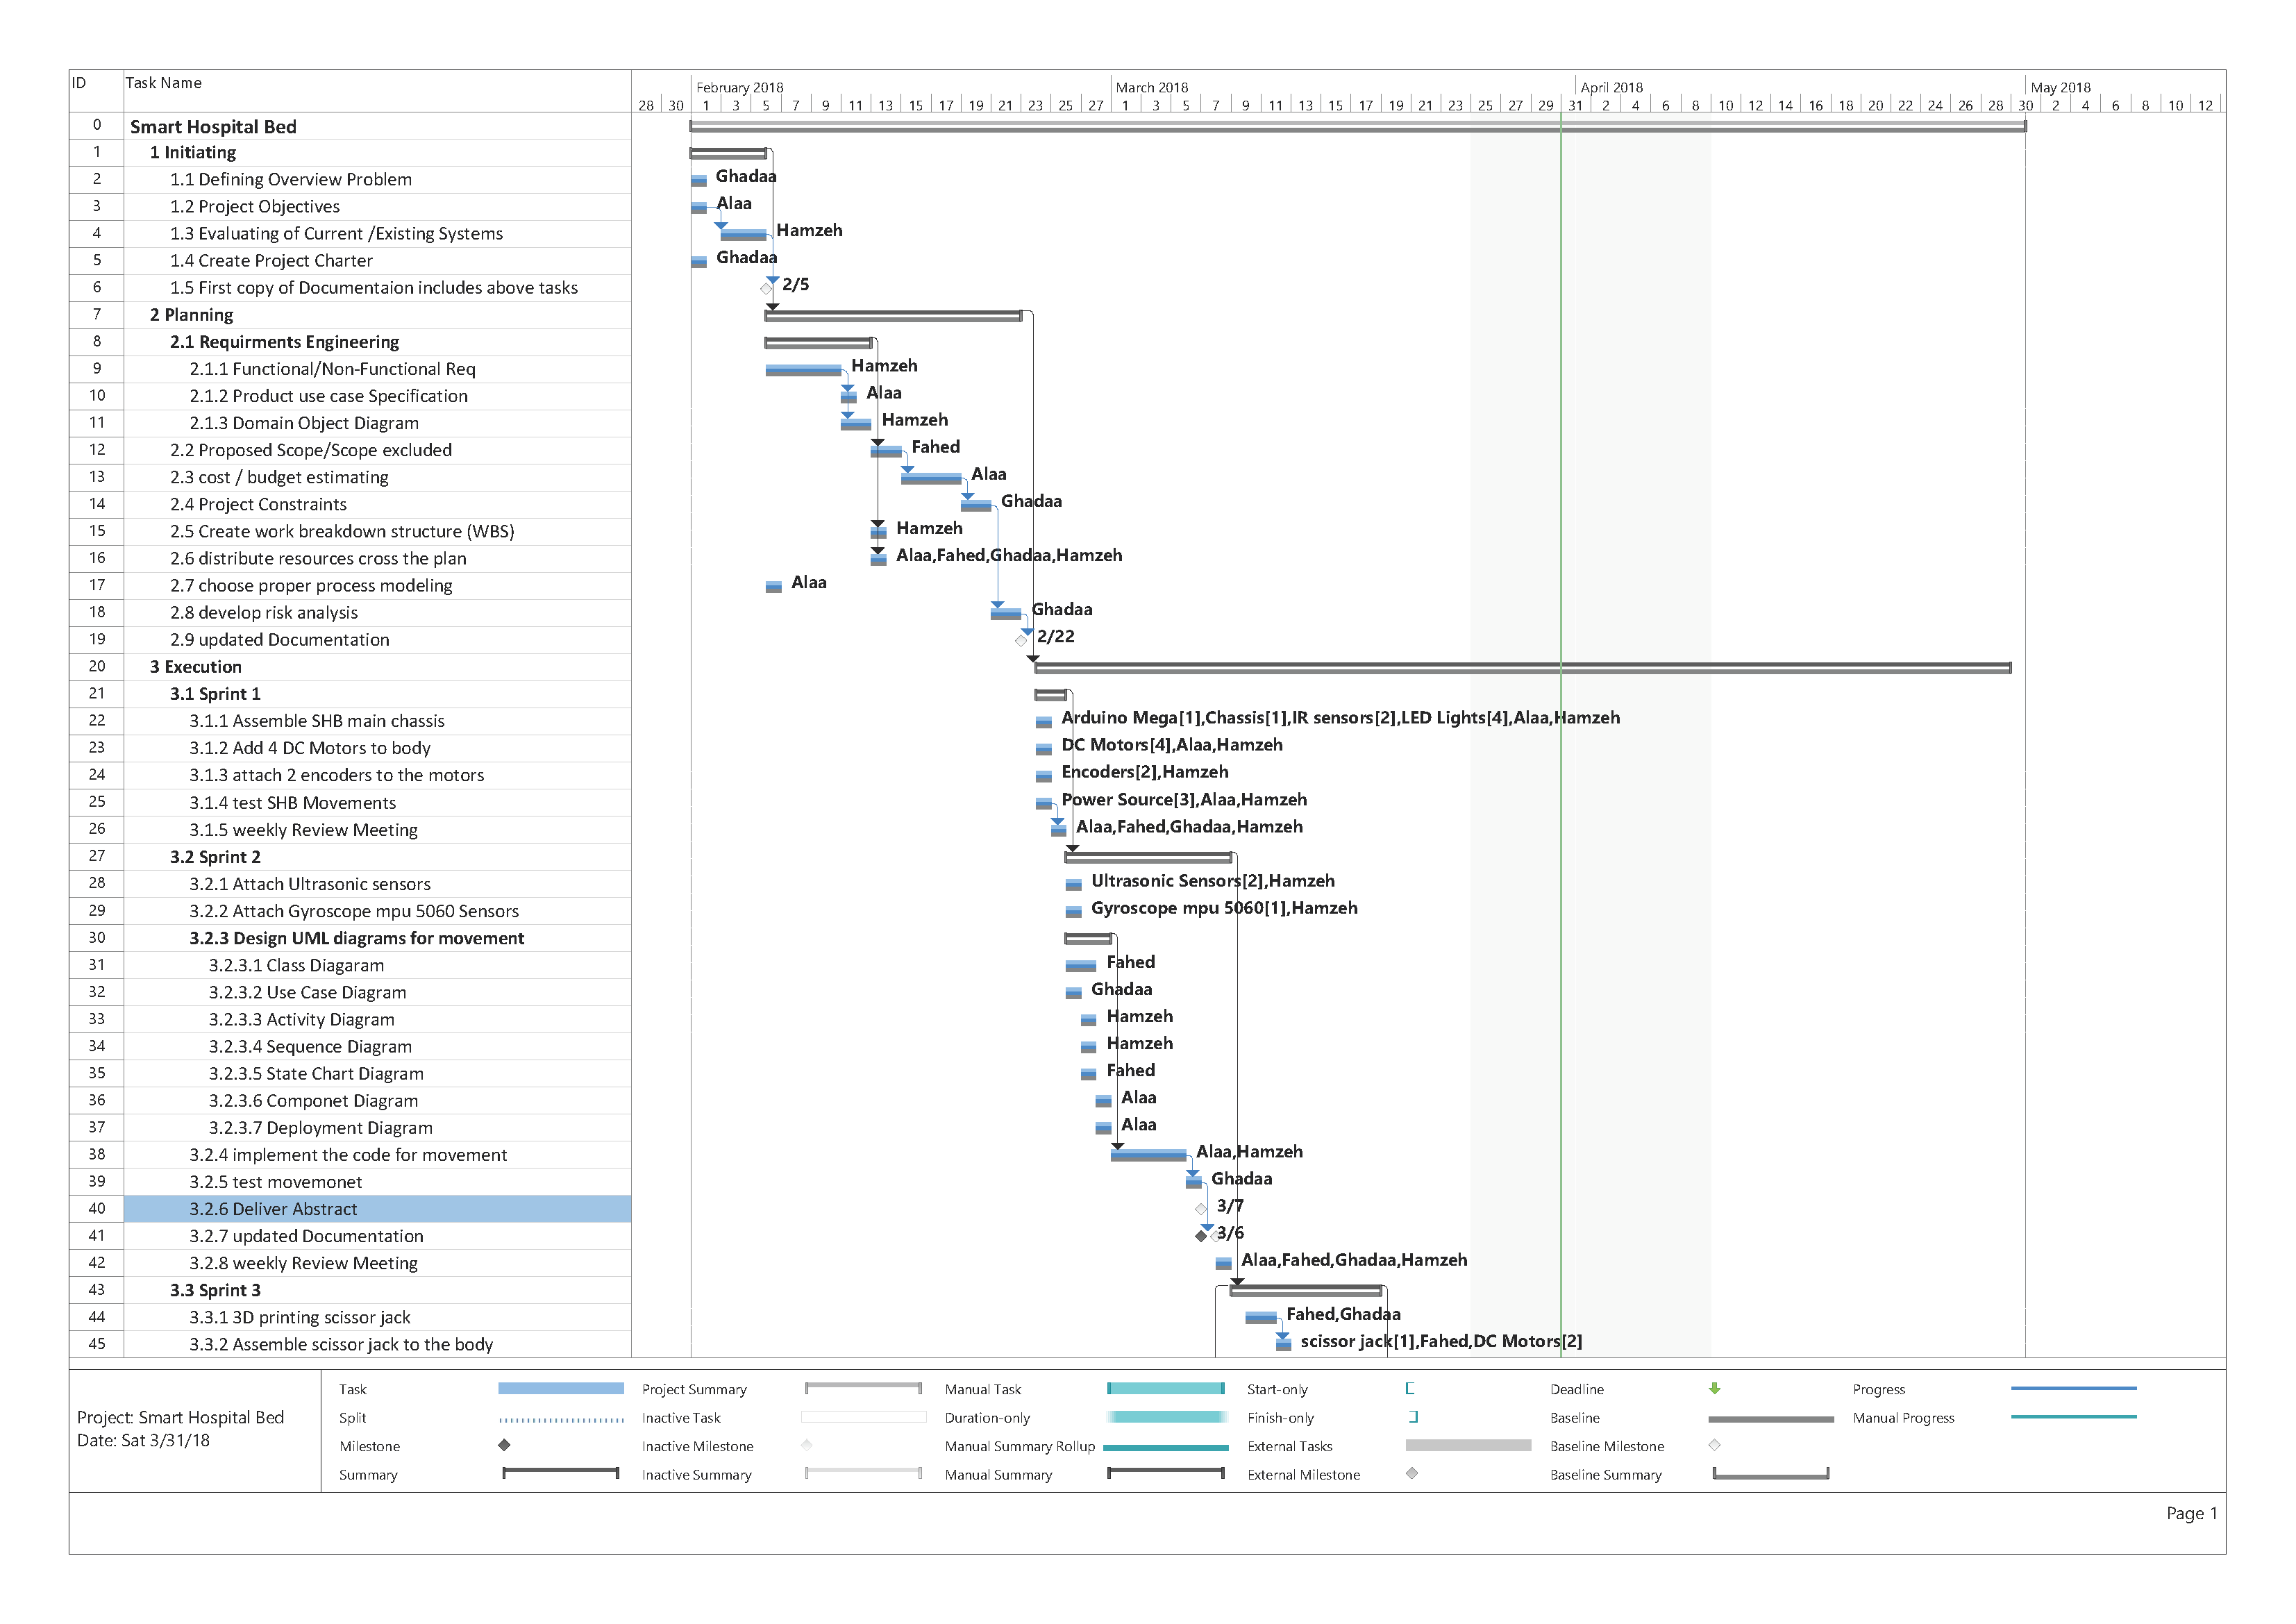 ID Task Name
February 2018 March 2018 April 2018 May 2018
28 30 1 3 5 7 9 11 13 15 17 19 21 23 25 27 1 3 5 7 9 11 13 15 17 19 21 23 25 27 29 31 2 4 6 8 10 12 14 16 18 20 22 24 26 28 30 2 4 6 8 10 12
0 Smart Hospital Bed
1 1 Initiating
2 1.1 Defining Overview Problem Ghadaa
3 1.2 Project Objectives Alaa
4 1.3 Evaluating of Current /Existing Systems Hamzeh
5 1.4 Create Project Charter Ghadaa
6 1.5 First copy of Documentaion includes above tasks 2/5
7 2 Planning
8 2.1 Requirments Engineering
9 2.1.1 Functional/Non-Functional Req Hamzeh
10 2.1.2 Product use case Specification Alaa
11 2.1.3 Domain Object Diagram Hamzeh
12 2.2 Proposed Scope/Scope excluded Fahed
13 2.3 cost / budget estimating Alaa
14 2.4 Project Constraints Ghadaa
15 2.5 Create work breakdown structure (WBS) Hamzeh
16 2.6 distribute resources cross the plan Alaa,Fahed,Ghadaa,Hamzeh
17 2.7 choose proper process modeling Alaa
18 2.8 develop risk analysis Ghadaa
19 2.9 updated Documentation 2/22
20 3 Execution
21 3.1 Sprint 1
22 3.1.1 Assemble SHB main chassis Arduino Mega[1],Chassis[1],IR sensors[2],LED Lights[4],Alaa,Hamzeh
23 3.1.2 Add 4 DC Motors to body DC Motors[4],Alaa,Hamzeh
24 3.1.3 attach 2 encoders to the motors Encoders[2],Hamzeh
25 3.1.4 test SHB Movements Power Source[3],Alaa,Hamzeh
26 3.1.5 weekly Review Meeting Alaa,Fahed,Ghadaa,Hamzeh
27 3.2 Sprint 2
28 3.2.1 Attach Ultrasonic sensors Ultrasonic Sensors[2],Hamzeh
29 3.2.2 Attach Gyroscope mpu 5060 Sensors Gyroscope mpu 5060[1],Hamzeh
30 3.2.3 Design UML diagrams for movement
31 3.2.3.1 Class Diagaram Fahed
32 3.2.3.2 Use Case Diagram Ghadaa
33 3.2.3.3 Activity Diagram Hamzeh
34 3.2.3.4 Sequence Diagram Hamzeh
35 3.2.3.5 State Chart Diagram Fahed
36 3.2.3.6 Componet Diagram Alaa
37 3.2.3.7 Deployment Diagram Alaa
38 3.2.4 implement the code for movement Alaa,Hamzeh
39 3.2.5 test movemonet Ghadaa
40 3.2.6 Deliver Abstract 3/7
41 3.2.7 updated Documentation 3/6
42 3.2.8 weekly Review Meeting Alaa,Fahed,Ghadaa,Hamzeh
43 3.3 Sprint 3
44 3.3.1 3D printing scissor jack Fahed,Ghadaa
45 3.3.2 Assemble scissor jack to the body scissor jack[1],Fahed,DC Motors[2]
Project: Smart Hospital Bed
Date: Sat 3/31/18
Task Project Summary Manual Task Start-only Deadline Progress
Split Inactive Task Duration-only Finish-only Baseline Manual Progress
Milestone Inactive Milestone Manual Summary Rollup External Tasks Baseline Milestone
Summary Inactive Summary Manual Summary External Milestone Baseline Summary
Page 1